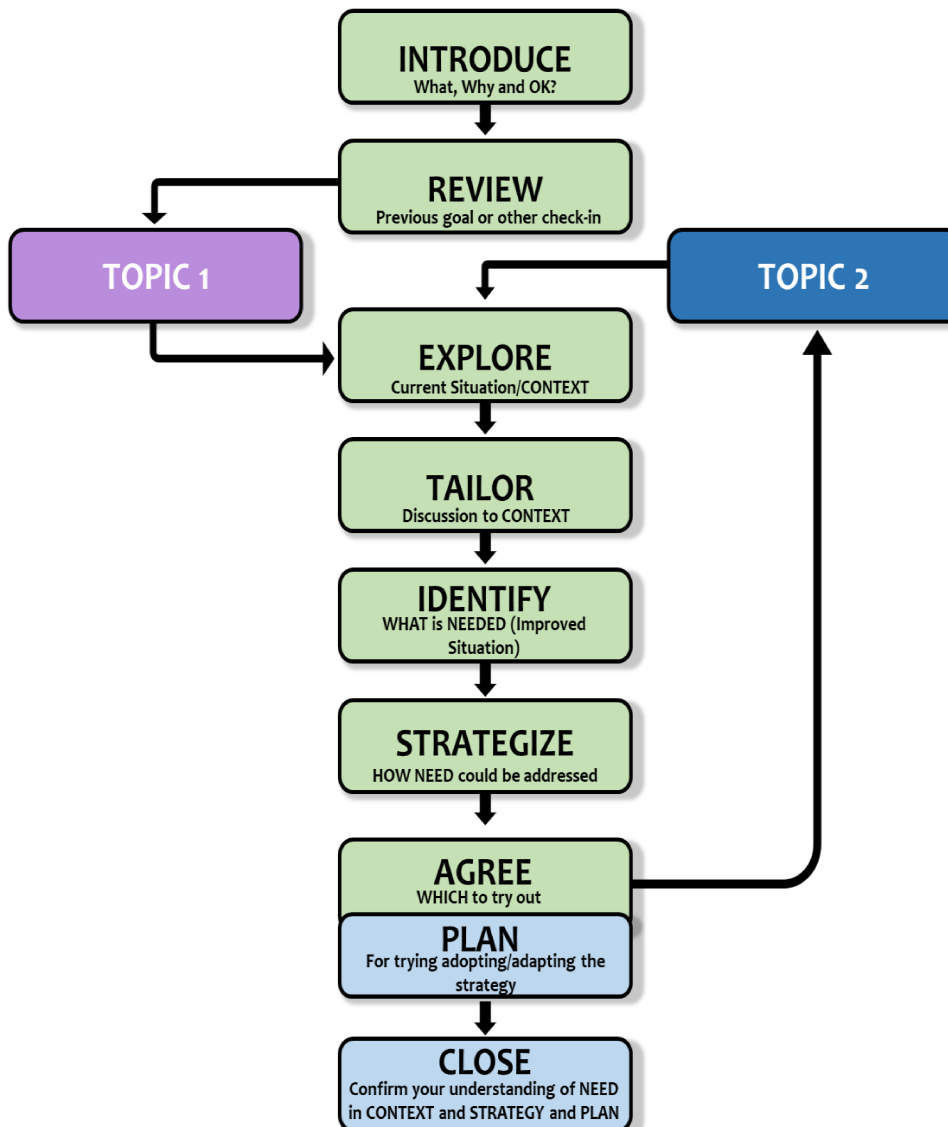 INTRODUCE
What, Why and OK?
REVIEW
Previous goal or other check-in
TOPIC 1
TOPIC 2
EXPLORE
Current Situation/CONTEXT
TAILOR
Discussion to CONTEXT
IDENTIFY
WHAT is NEEDED (Improved
Situation)
STRATEGIZE
HOW NEED could be addressed
AGREE
WHICH to try out
PLAN
For trying adopting/adapting the
strategy
CLOSE
Confirm your understanding of NEED
in CONTEXT and STRATEGY and PLAN